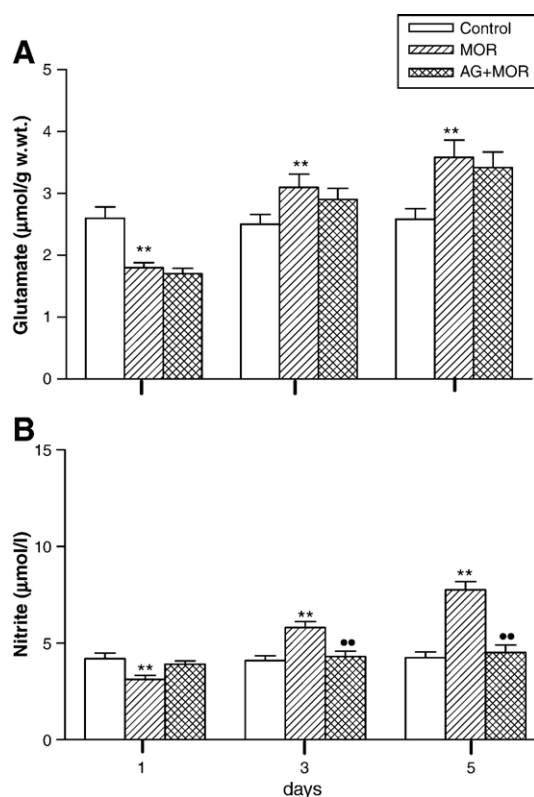 Control
MOR
AG+MOR
A
Glutamate (μmol/g w.wt.)
5
4
3
2
1
0
**
**
**
B
Nitrite (μmol/l)
15
10
5
0
**
**
••
**
••
1 3 5
days